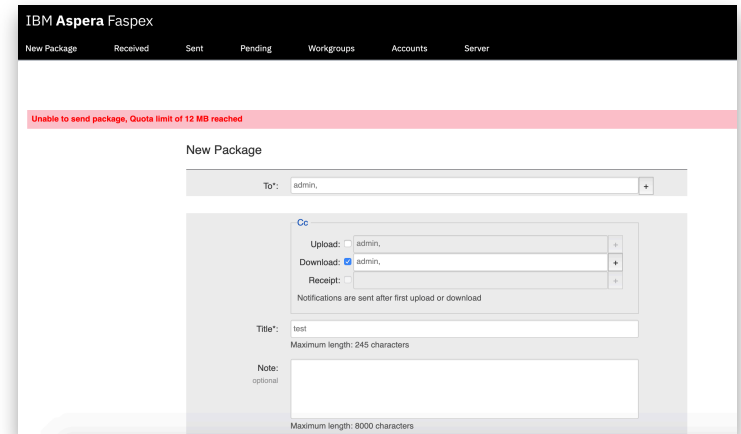 IBM Aspera Faspex
New Package Received Sent Pending Workgroups Accounts Server
Unable to send package, Quota limit of 12 MB reached
New Package
To*: admin, +
Cc
Upload: admin, +
Download: admin, +
Receipt: +
Notifications are sent after first upload or download
Title*: test
Maximum length: 245 characters
Note:
optional
Maximum length: 8000 characters